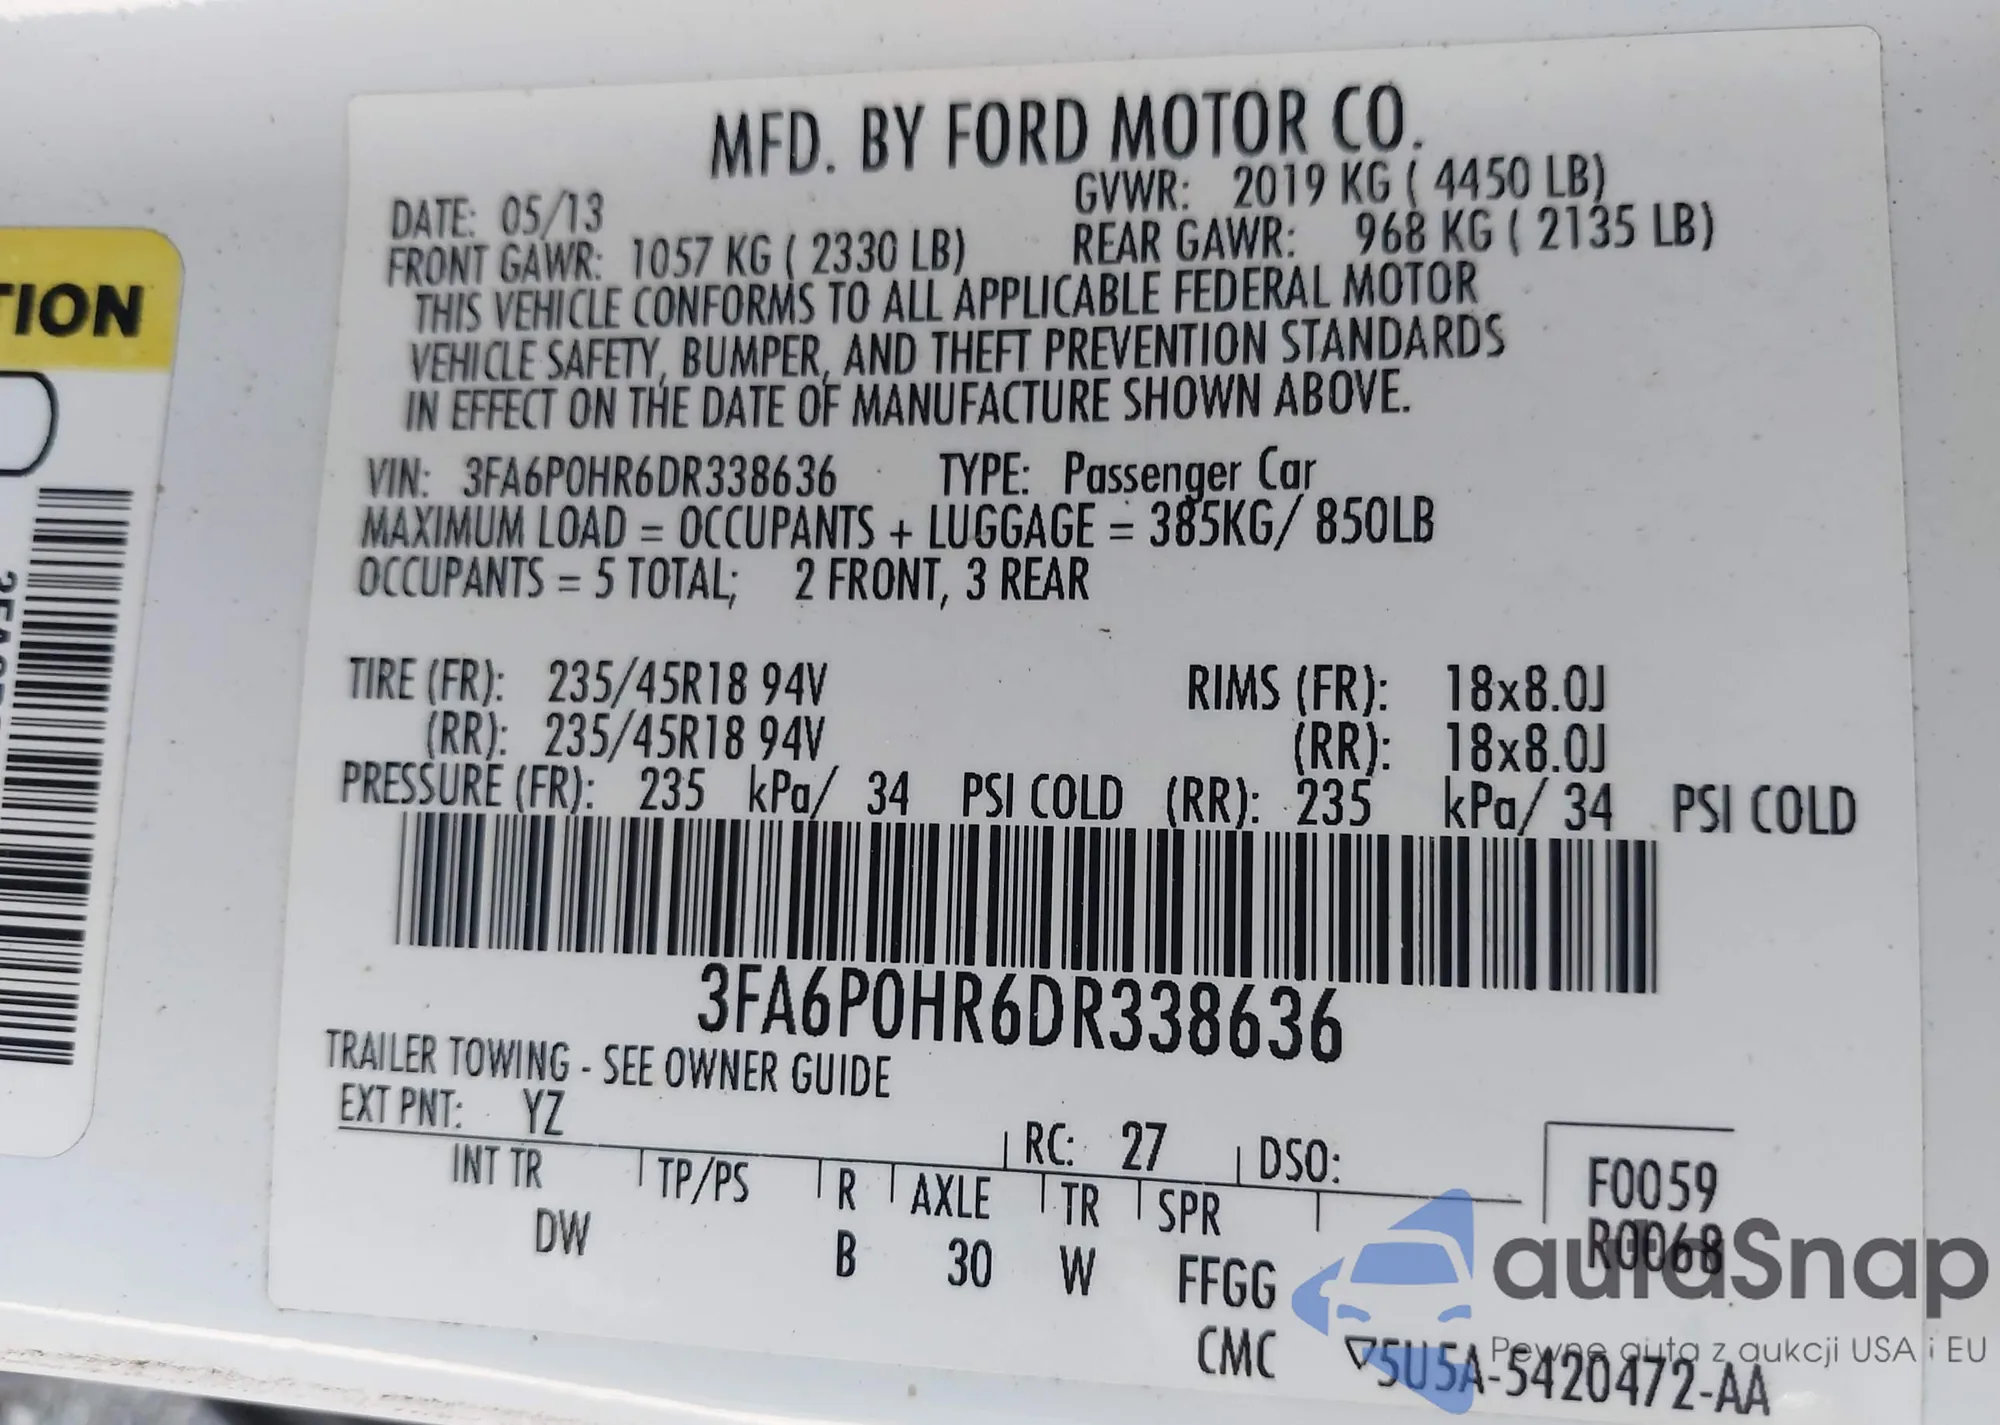 MFD. BY FORD MOTOR CO.
DATE: 05/13 GVWR: 2019 KG ( 4450 LB)
FRONT GAWR: 1057 KG ( 2330 LB) REAR GAWR: 968 KG ( 2135 LB)
THIS VEHICLE CONFORMS TO ALL APPLICABLE FEDERAL MOTOR
VEHICLE SAFETY, BUMPER, AND THEFT PREVENTION STANDARDS
IN EFFECT ON THE DATE OF MANUFACTURE SHOWN ABOVE.
VIN: 3FA6P0HR6DR338636 TYPE: Passenger Car
MAXIMUM LOAD = OCCUPANTS + LUGGAGE = 385KG/ 850LB
OCCUPANTS = 5 TOTAL; 2 FRONT, 3 REAR
TIRE (FR): 235/45R18 94V RIMS (FR): 18x8.0J
(RR): 235/45R18 94V (RR): 18x8.0J
PRESSURE (FR): 235 kPa/ 34 PSI COLD (RR): 235 kPa/ 34 PSI COLD
3FA6P0HR6DR338636
TRAILER TOWING - SEE OWNER GUIDE
EXT PNT: YZ RC: 27 DSO: F0059
INT TR TP/PS R AXLE TR SPR R0068
DW B 30 W FFGG
CMC 5U5A-5420472-AA
TION
autaSnap
Pewne auta z aukcji USA i EU